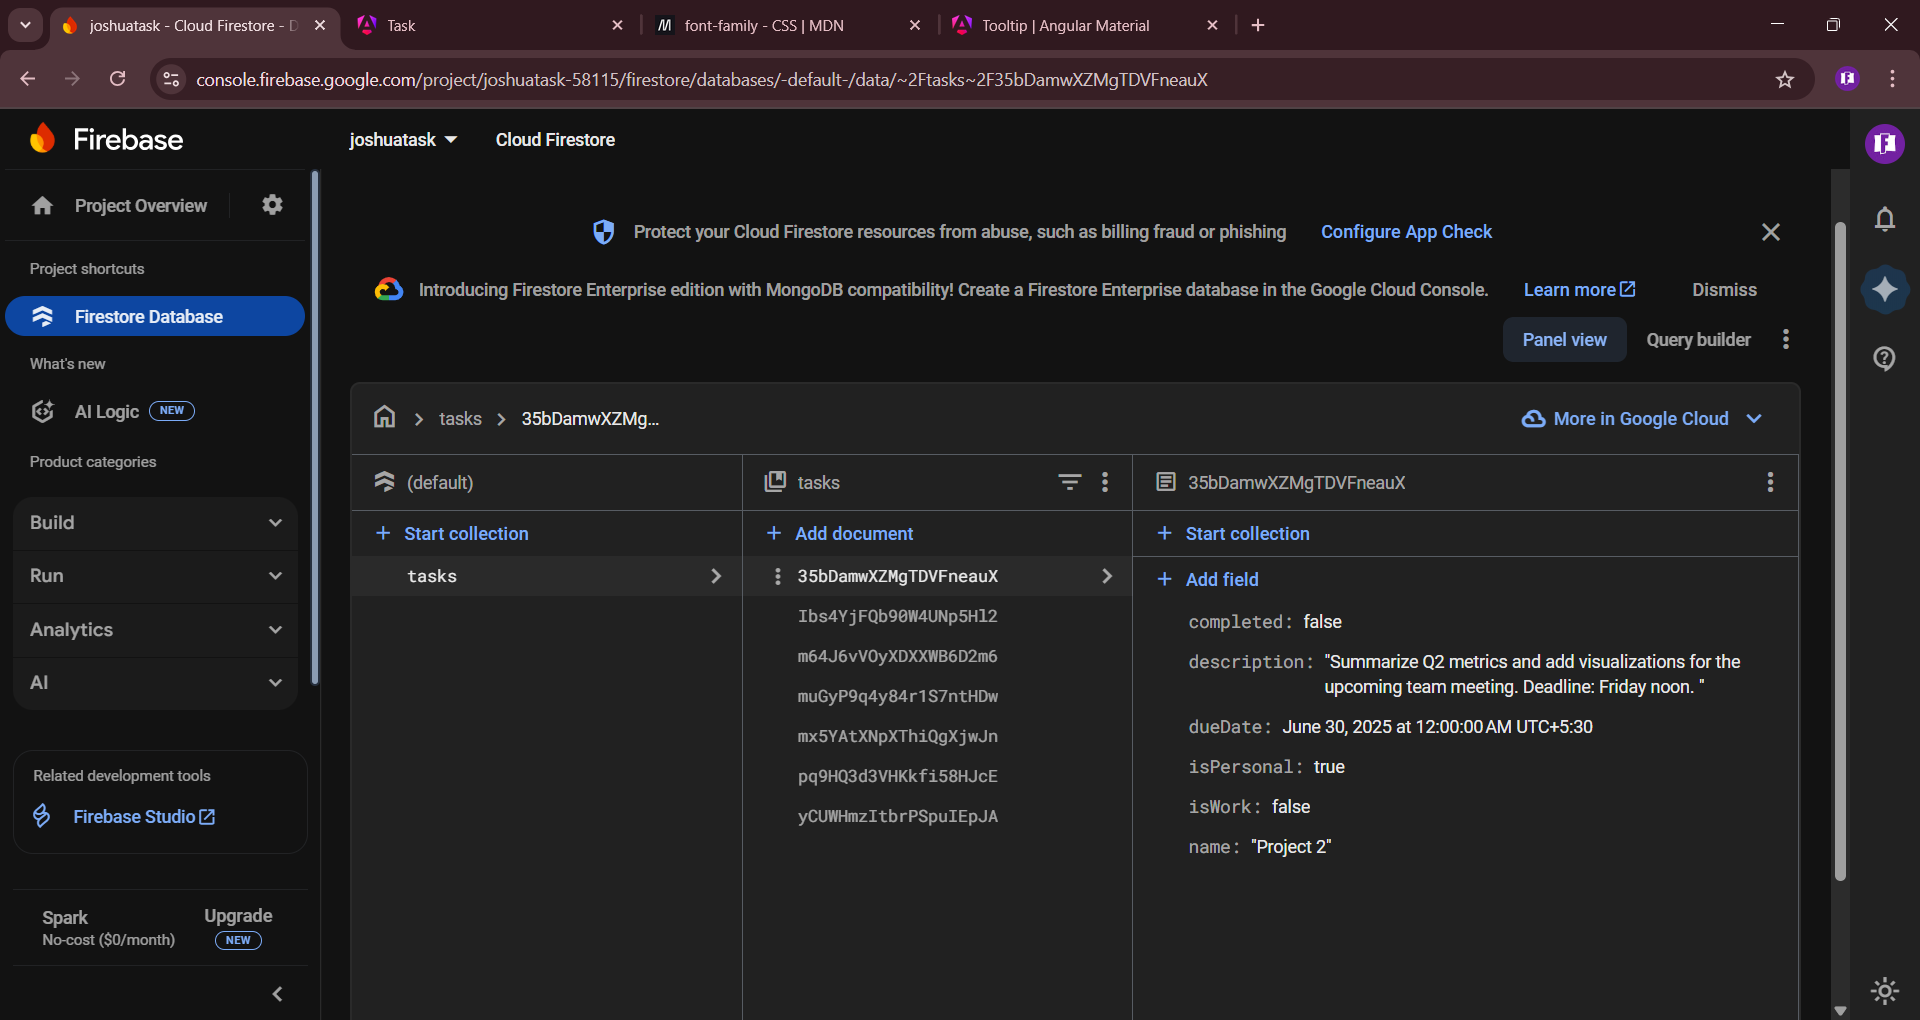 joshuatask - Cloud Firestore - D
Task
font-family - CSS | MDN
Tooltip | Angular Material
console.firebase.google.com/project/joshuatask-58115/firestore/databases/-default-/data/~2Ftasks~2F35bDamwXZMgTDVFneauX
Firebase
joshuatask
Cloud Firestore
Project Overview
Project shortcuts
Firestore Database
What's new
AI Logic NEW
Product categories
Build
Run
Analytics
AI
Related development tools
Firebase Studio
Spark
No-cost ($0/month)
Upgrade
NEW
Protect your Cloud Firestore resources from abuse, such as billing fraud or phishing
Configure App Check
Introducing Firestore Enterprise edition with MongoDB compatibility! Create a Firestore Enterprise database in the Google Cloud Console.
Learn more
Dismiss
Panel view
Query builder
tasks
35bDamwXZMg...
More in Google Cloud
(default)
+ Start collection
tasks
tasks
+ Add document
35bDamwXZMgTDVFneauX
Ibs4YjFQb90W4UNp5Hl2
m64J6vVOyXDXXWB6D2m6
muGyP9q4y84r1S7ntHDw
mx5YAtXNpXThiQgXjwJn
pq9HQ3d3VHKkfi58HJcE
yCUWHmzItbrPSpuIEpJA
35bDamwXZMgTDVFneauX
+ Start collection
+ Add field
completed: false
description: "Summarize Q2 metrics and add visualizations for the
upcoming team meeting. Deadline: Friday noon. "
dueDate: June 30, 2025 at 12:00:00 AM UTC+5:30
isPersonal: true
isWork: false
name: "Project 2"